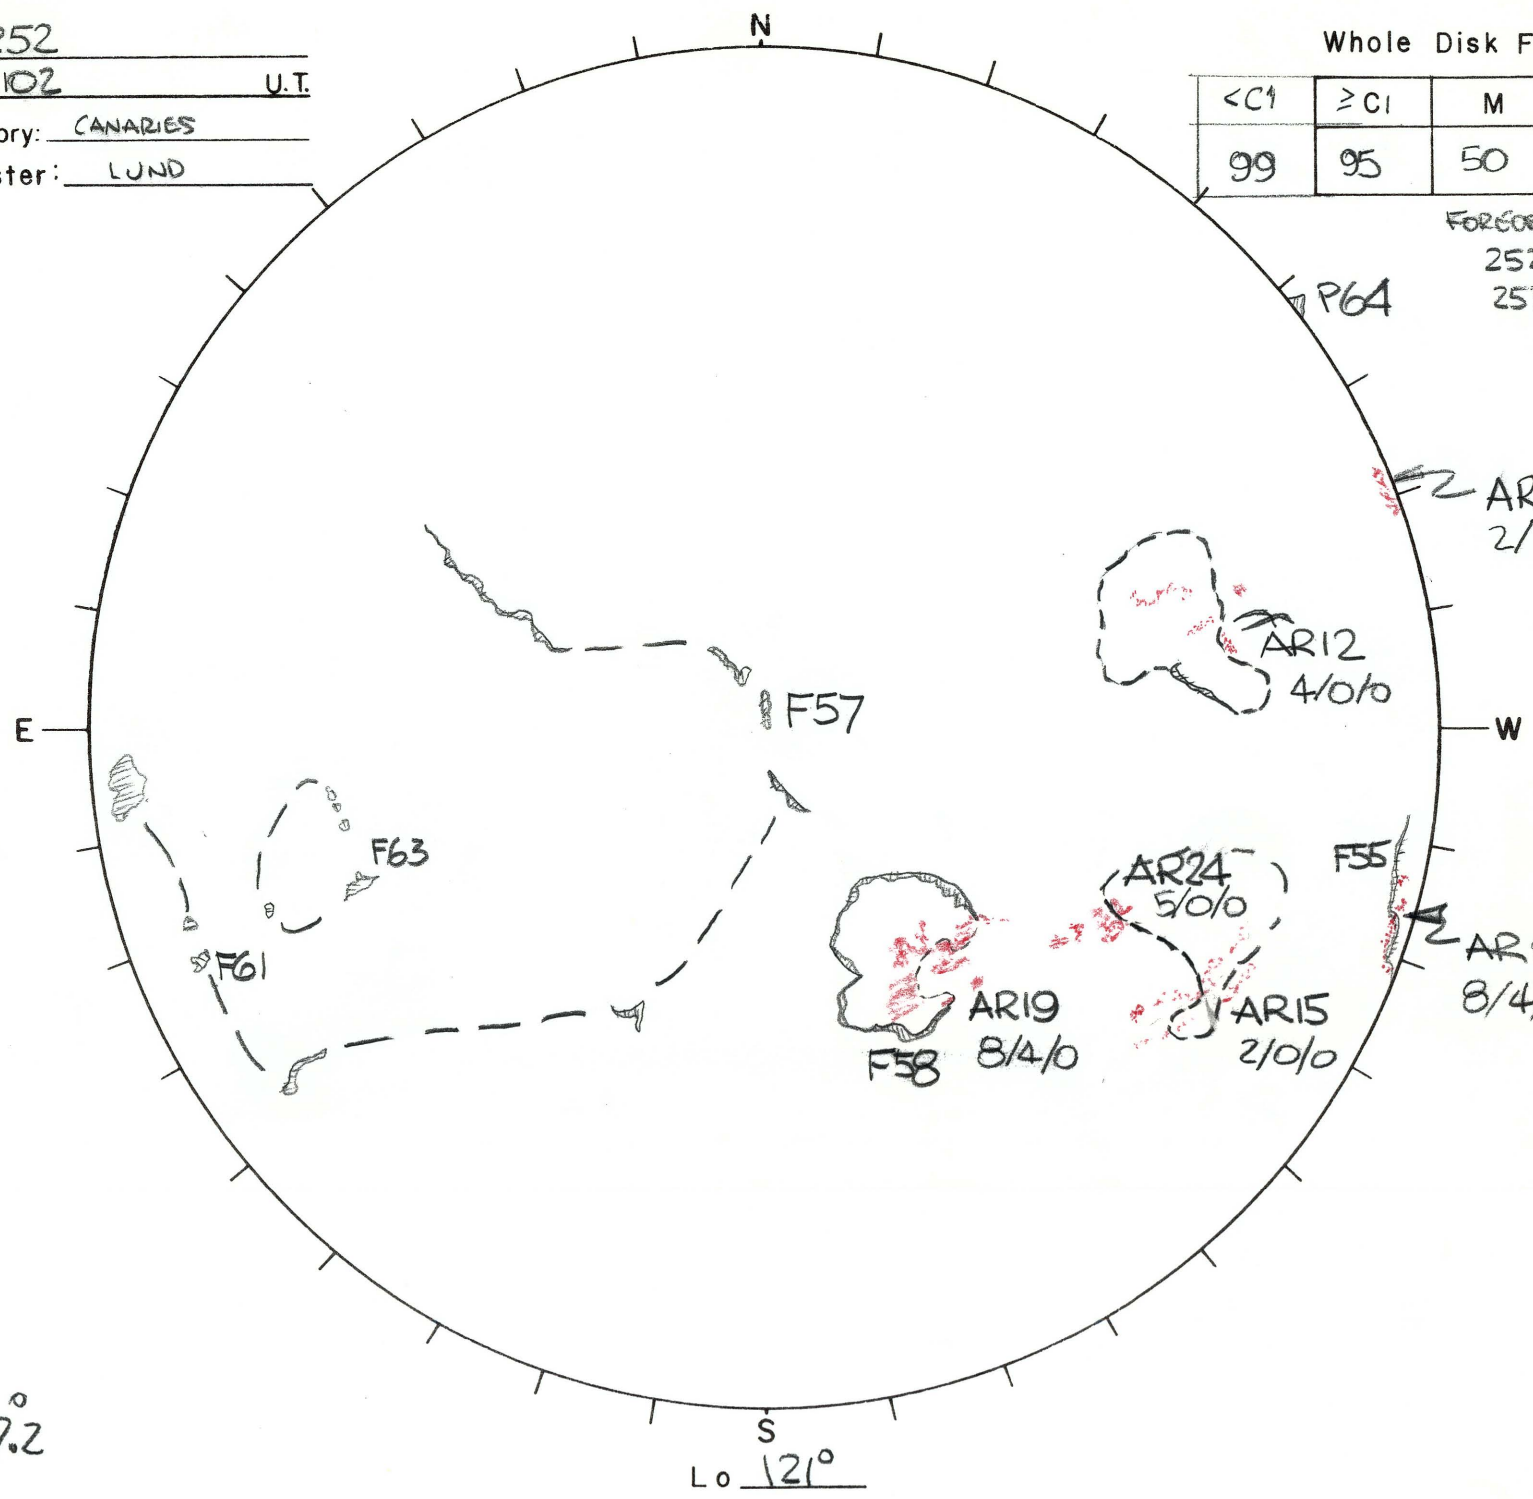 252
102 U.T.
ory: CANARIES
ster: LUND
N
Whole Disk F
<C1 ≥C1 M
99 95 50
P64
AR
2/
AR12
4/0/0
F57
E
W
F63
F55
AR24
5/0/0
F61
AR
8/4/
AR19
8/4/0
AR15
2/0/0
F58
7.2°
S
Lo 121°